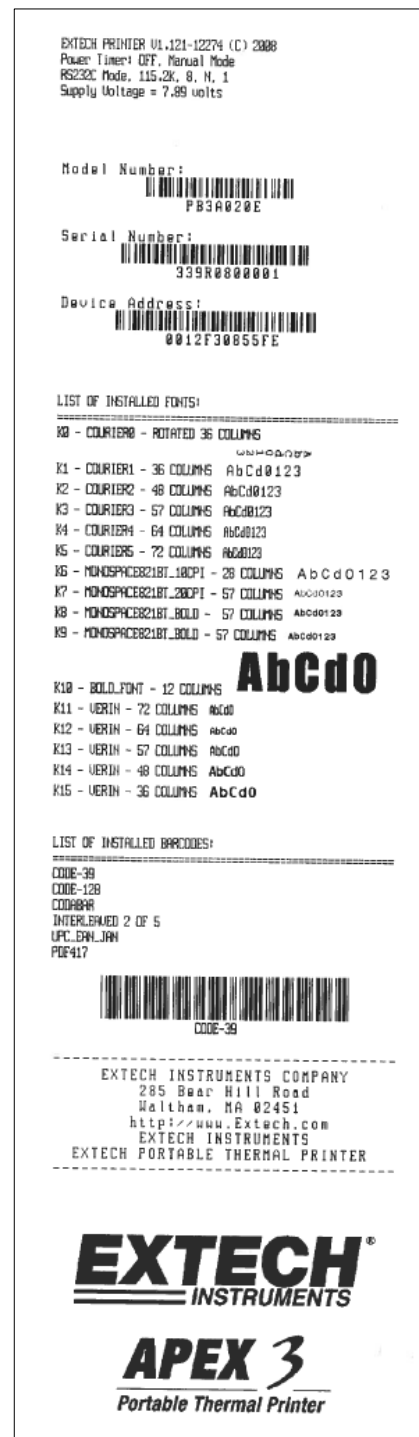 EXTECH PRINTER V1.121-12274 (C) 2008
Power Timer: OFF, Manual Mode
RS232C Mode, 115.2K, 8, N, 1
Supply Voltage = 7.89 volts
Model Number:
PB3A020E
Serial Number:
339R0800001
Device Address:
0012F30855FE
LIST OF INSTALLED FONTS:
K0 - COURIER0 - ROTATED 36 COLUMNS
K1 - COURIER1 - 36 COLUMNS AbCd0123
K2 - COURIER2 - 48 COLUMNS AbCd0123
K3 - COURIER3 - 57 COLUMNS AbCd0123
K4 - COURIER4 - 64 COLUMNS AbCd0123
K5 - COURIER5 - 72 COLUMNS AbCd0123
K6 - MONOSPACE821BT_10CPI - 28 COLUMNS AbCd0123
K7 - MONOSPACE821BT_20CPI - 57 COLUMNS AbCd0123
K8 - MONOSPACE821BT_BOLD - 57 COLUMNS AbCd0123
K9 - MONOSPACE821BT_BOLD - 57 COLUMNS AbCd0123
K10 - BOLD_FONT - 12 COLUMNS AbCd0
K11 - VERIN - 72 COLUMNS AbCd0
K12 - VERIN - 64 COLUMNS AbCd0
K13 - VERIN - 57 COLUMNS AbCd0
K14 - VERIN - 48 COLUMNS AbCd0
K15 - VERIN - 36 COLUMNS AbCd0
LIST OF INSTALLED BARCODES:
CODE-39
CODE-128
CODABAR
INTERLEAVED 2 OF 5
UPC_EAN_JAN
PDF417
CODE-39
EXTECH INSTRUMENTS COMPANY
285 Bear Hill Road
Waltham, MA 02451
http://www.Extech.com
EXTECH INSTRUMENTS
EXTECH PORTABLE THERMAL PRINTER
EXTECH®
INSTRUMENTS
APEX 3
Portable Thermal Printer